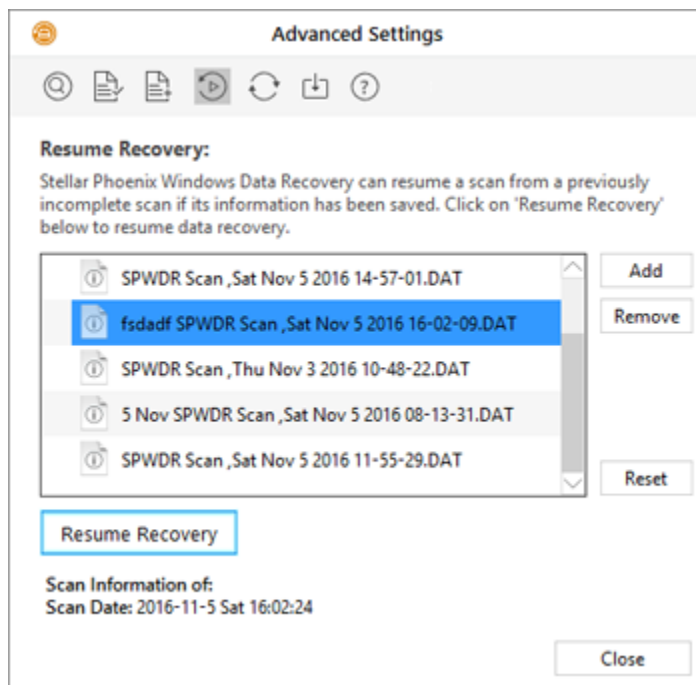 Advanced Settings
Resume Recovery:
Stellar Phoenix Windows Data Recovery can resume a scan from a previously
incomplete scan if its information has been saved. Click on 'Resume Recovery'
below to resume data recovery.
SPWDR Scan ,Sat Nov 5 2016 14-57-01.DAT
fsdadf SPWDR Scan ,Sat Nov 5 2016 16-02-09.DAT
SPWDR Scan ,Thu Nov 3 2016 10-48-22.DAT
5 Nov SPWDR Scan ,Sat Nov 5 2016 08-13-31.DAT
SPWDR Scan ,Sat Nov 5 2016 11-55-29.DAT
Add
Remove
Reset
Resume Recovery
Scan Information of:
Scan Date: 2016-11-5 Sat 16:02:24
Close